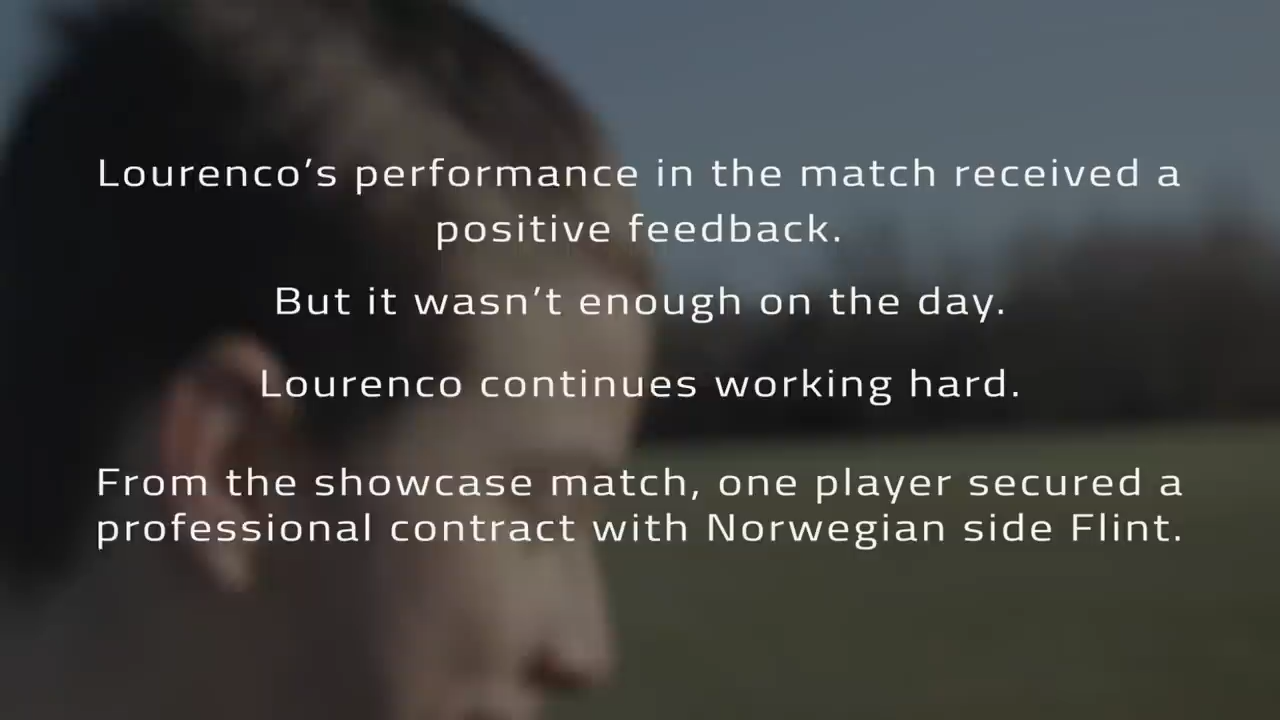 Lourenco’s performance in the match received a
positive feedback.
But it wasn’t enough on the day.
Lourenco continues working hard.
From the showcase match, one player secured a
professional contract with Norwegian side Flint.